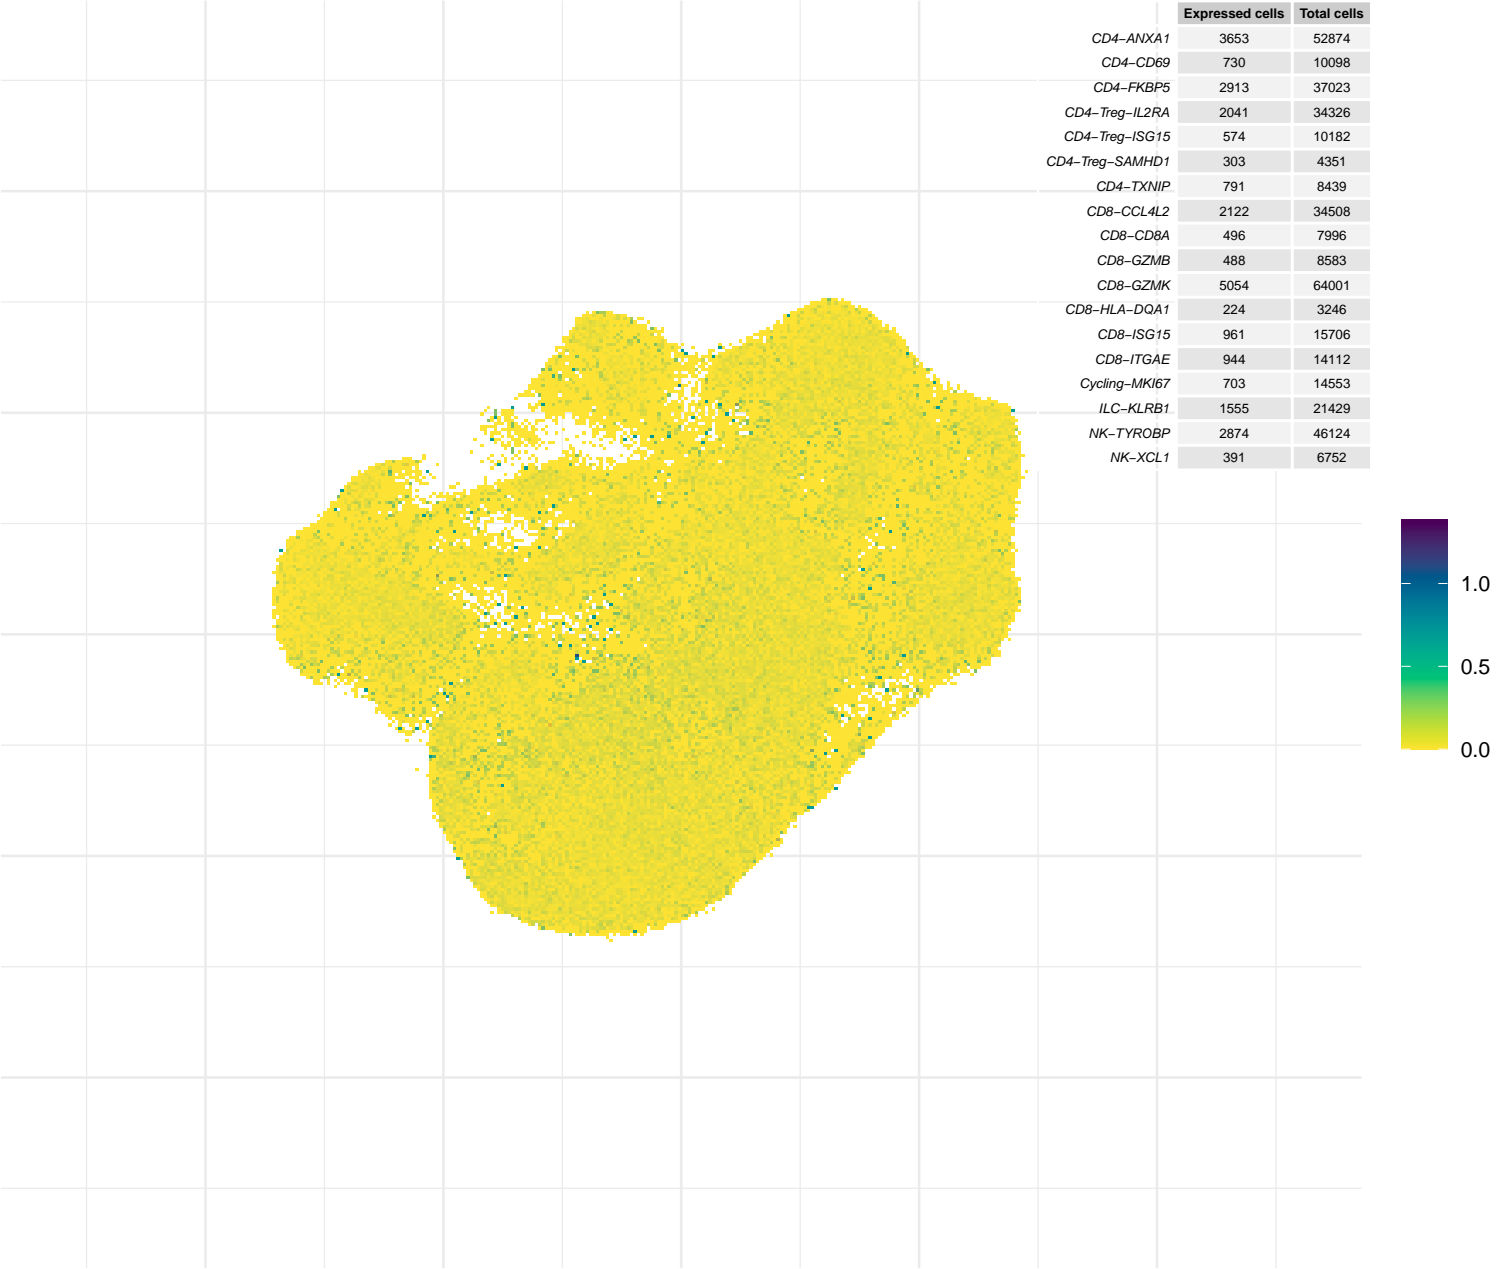 Expressed cells Total cells
CD4−ANXA1 3653 52874
CD4−CD69 730 10098
CD4−FKBP5 2913 37023
CD4−Treg−IL2RA 2041 34326
CD4−Treg−ISG15 574 10182
CD4−Treg−SAMHD1 303 4351
CD4−TXNIP 791 8439
CD8−CCL4L2 2122 34508
CD8−CD8A 496 7996
CD8−GZMB 488 8583
CD8−GZMK 5054 64001
CD8−HLA−DQA1 224 3246
CD8−ISG15 961 15706
CD8−ITGAE 944 14112
Cycling−MKI67 703 14553
ILC−KLRB1 1555 21429
NK−TYROBP 2874 46124
NK−XCL1 391 6752
1.0
0.5
0.0